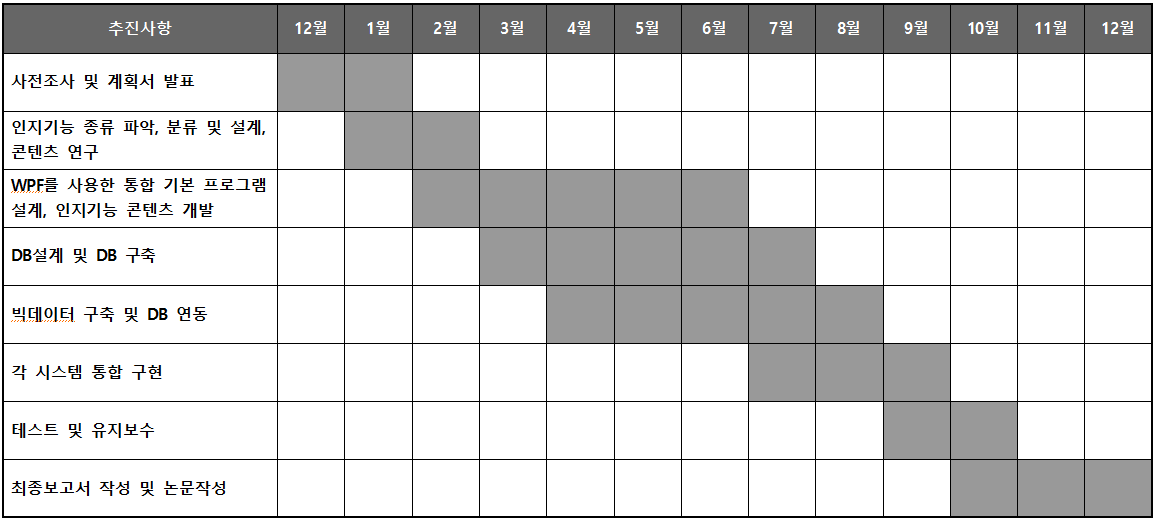 추진사항 12월 1월 2월 3월 4월 5월 6월 7월 8월 9월 10월 11월 12월
사전조사 및 계획서 발표
인지기능 종류 파악, 분류 및 설계,
콘텐츠 연구
WPF를 사용한 통합 기본 프로그램
설계, 인지기능 콘텐츠 개발
DB설계 및 DB 구축
빅데이터 구축 및 DB 연동
각 시스템 통합 구현
테스트 및 유지보수
최종보고서 작성 및 논문작성